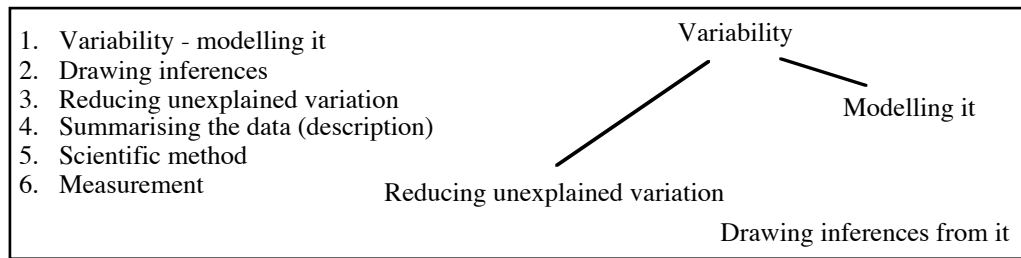 1. Variability - modelling it
2. Drawing inferences
3. Reducing unexplained variation
4. Summarising the data (description)
5. Scientific method
6. Measurement
Variability
Modelling it
Reducing unexplained variation
Drawing inferences from it